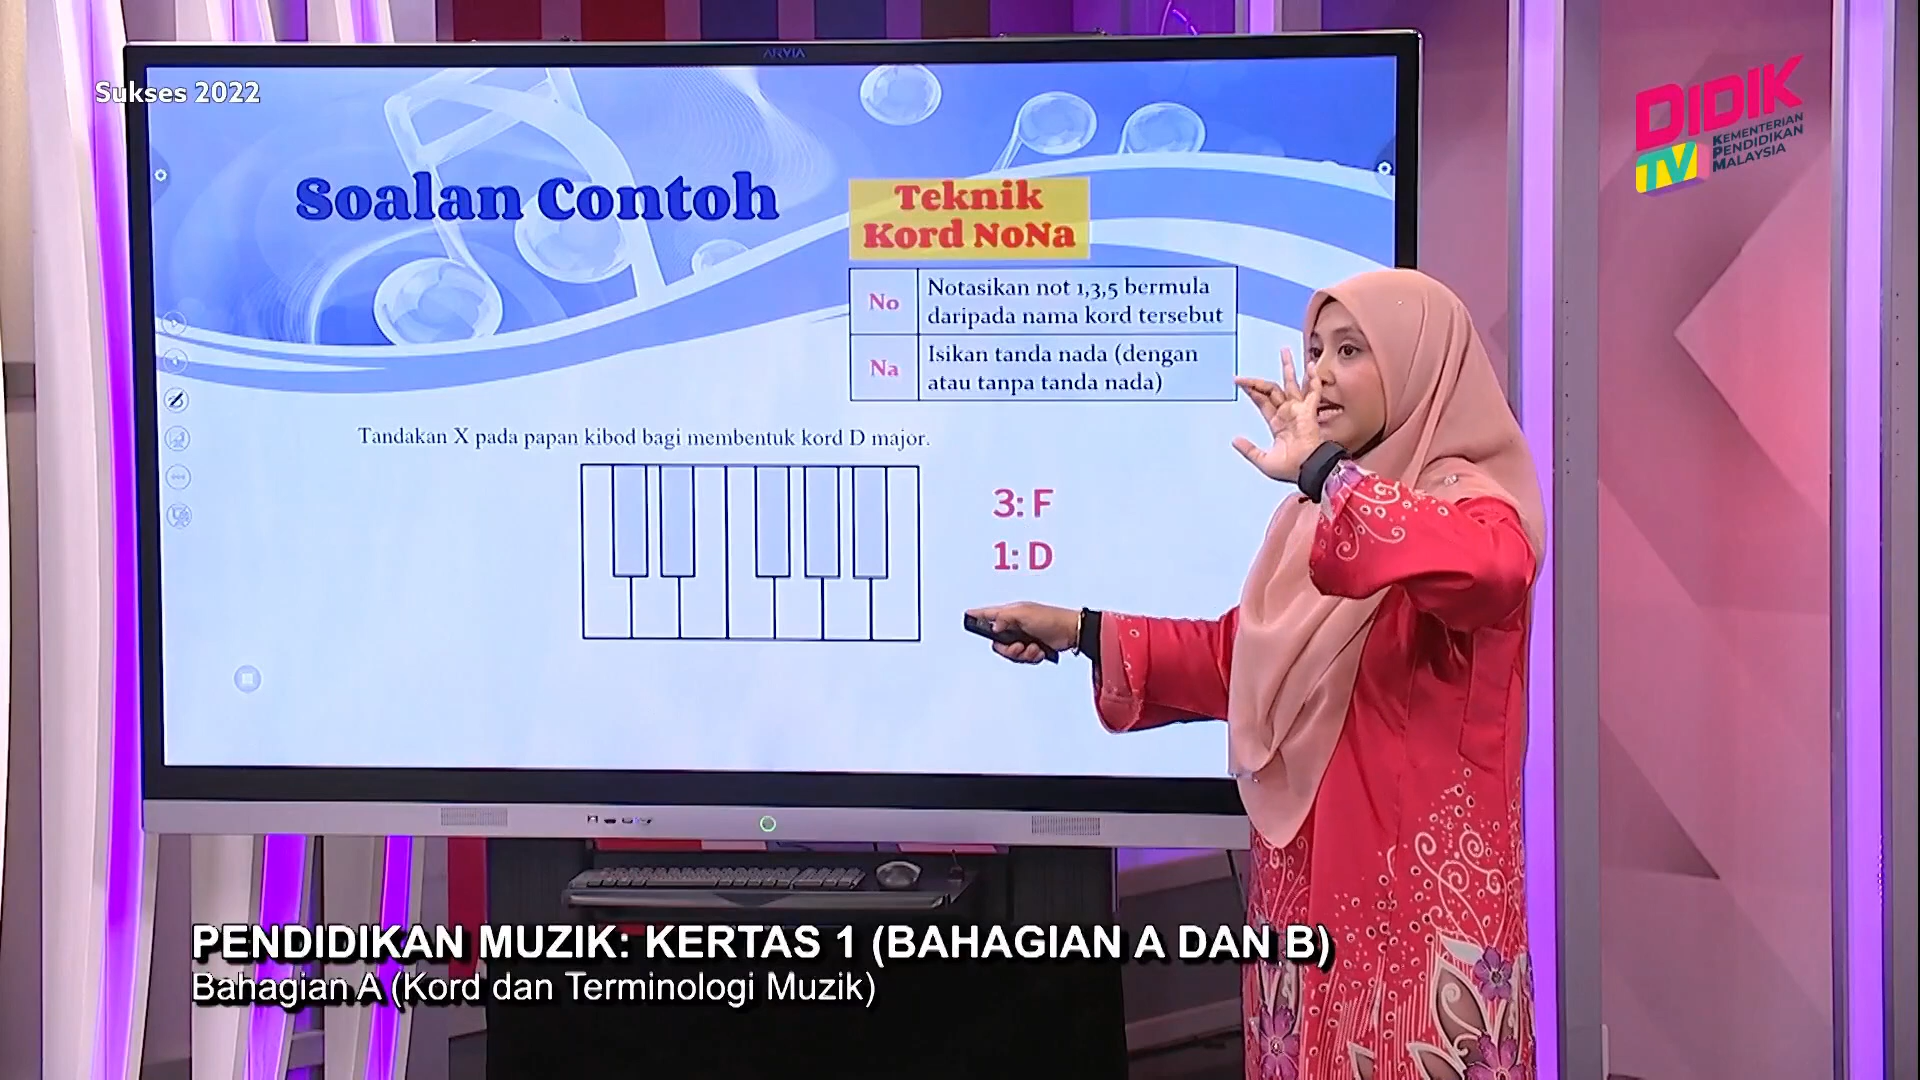 ARVIA
Sukses 2022
DIDIK
TV
KEMENTERIAN
PENDIDIKAN
MALAYSIA
Soalan Contoh
Teknik
Kord NoNa
No
Notasikan not 1,3,5 bermula
daripada nama kord tersebut
Na
Isikan tanda nada (dengan
atau tanpa tanda nada)
Tandakan X pada papan kibod bagi membentuk kord D major.
3: F
1: D
PENDIDIKAN MUZIK: KERTAS 1 (BAHAGIAN A DAN B)
Bahagian A (Kord dan Terminologi Muzik)